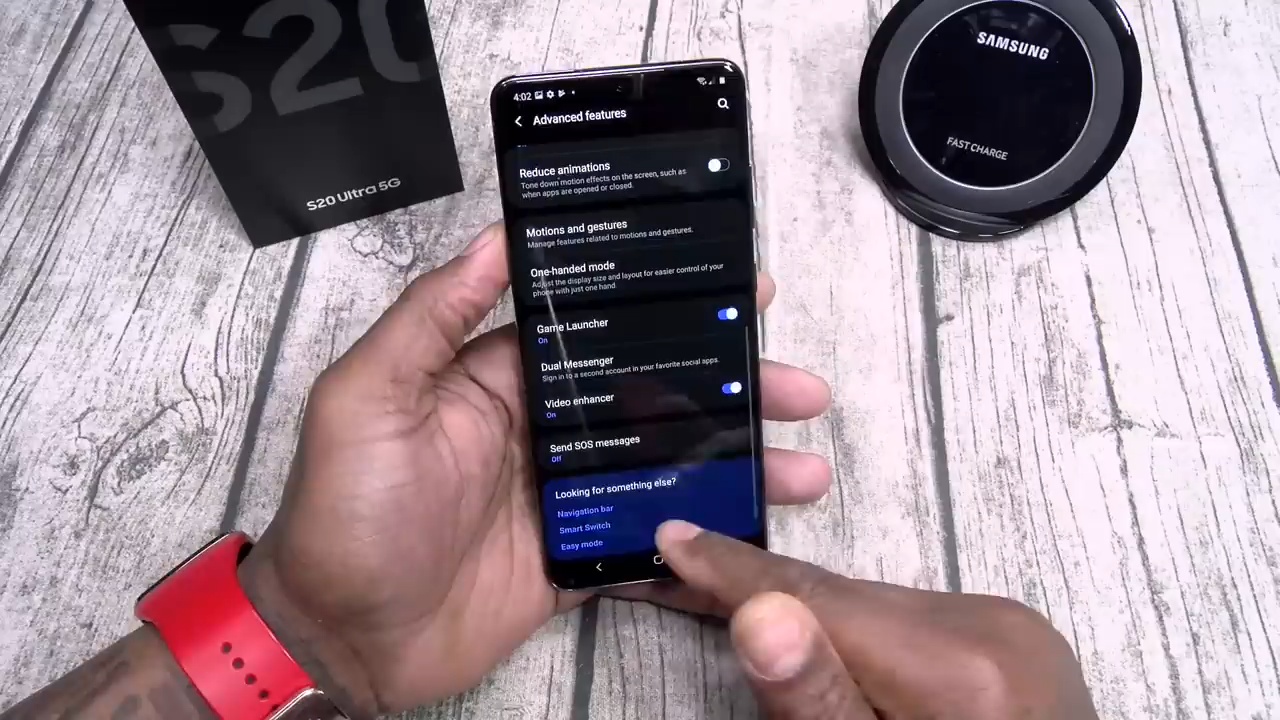 S20
S20 Ultra 5G
SAMSUNG
FAST CHARGE
4:02
Advanced features
Reduce animations
Tone down motion effects on the screen, such as
when apps are opened or closed.
Motions and gestures
Manage features related to motions and gestures.
One-handed mode
Adjust the display size and layout for easier control of your
phone with just one hand.
Game Launcher
On
Dual Messenger
Sign in to a second account in your favorite social apps.
Video enhancer
On
Send SOS messages
Off
Looking for something else?
Navigation bar
Smart Switch
Easy mode